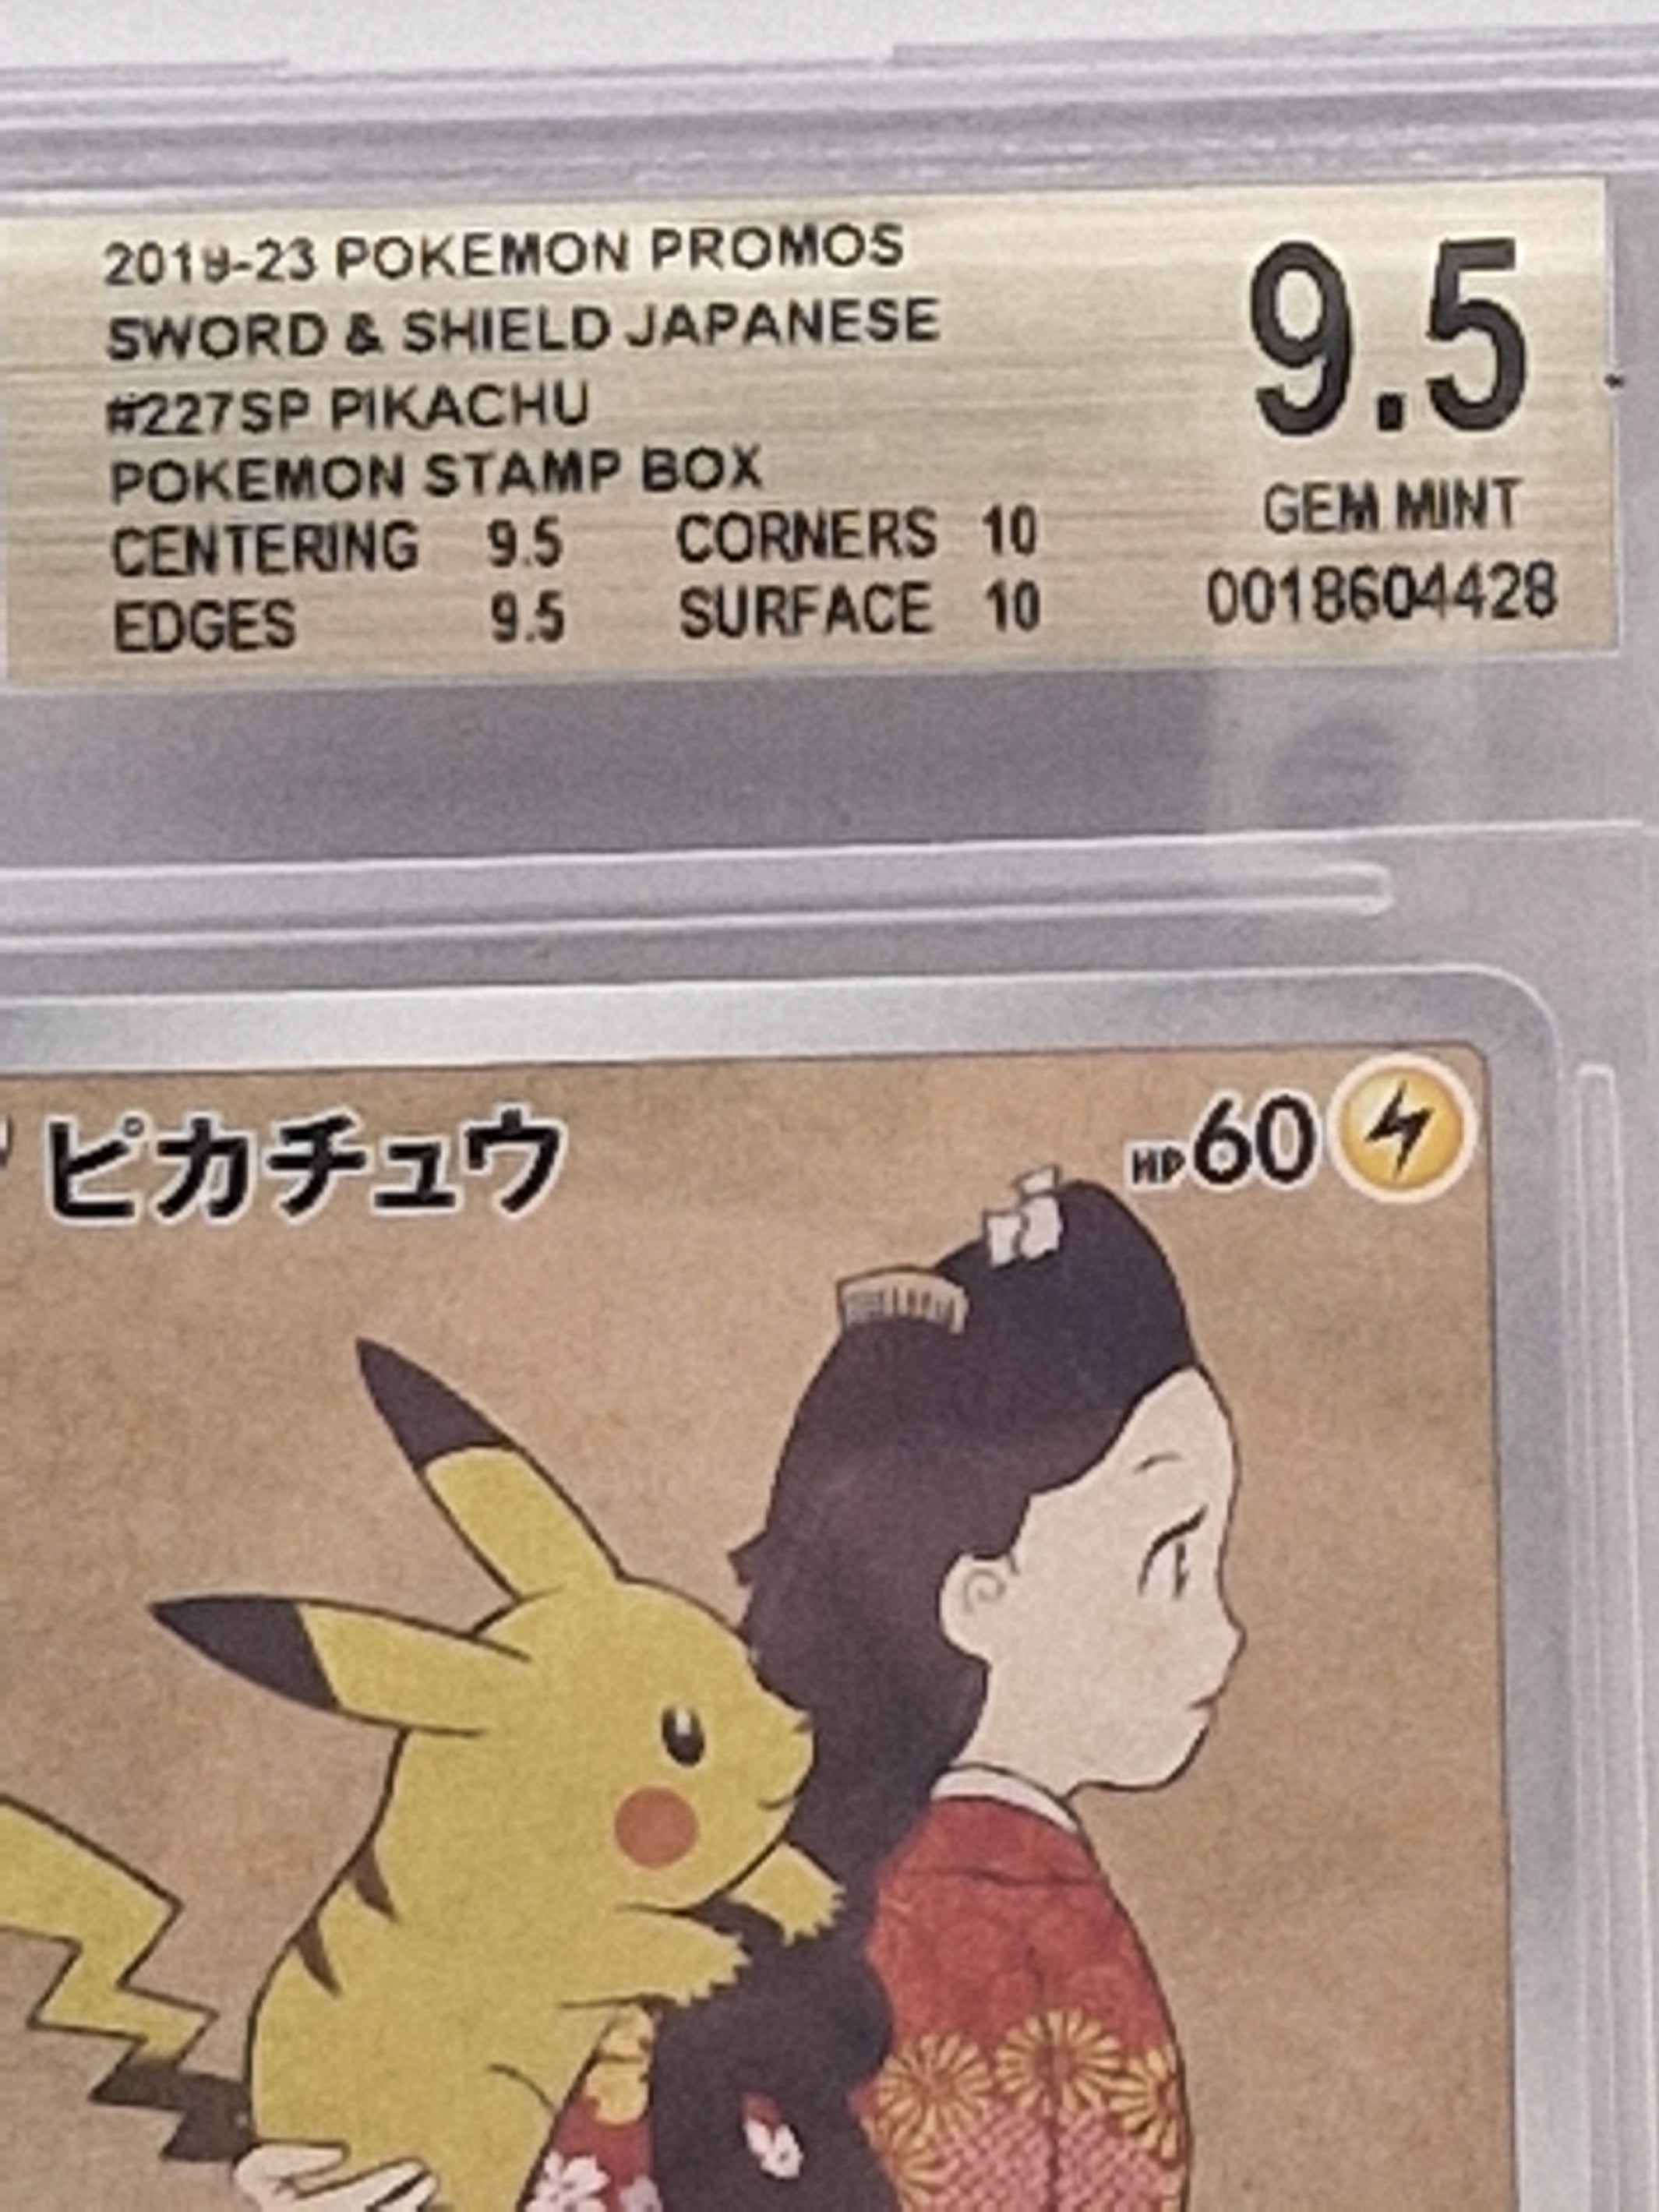 2019-23 POKEMON PROMOS
SWORD & SHIELD JAPANESE
#227SP PIKACHU
POKEMON STAMP BOX
CENTERING 9.5 CORNERS 10
EDGES 9.5 SURFACE 10
9.5
GEM MINT
0018604428
ピカチュウ
HP60